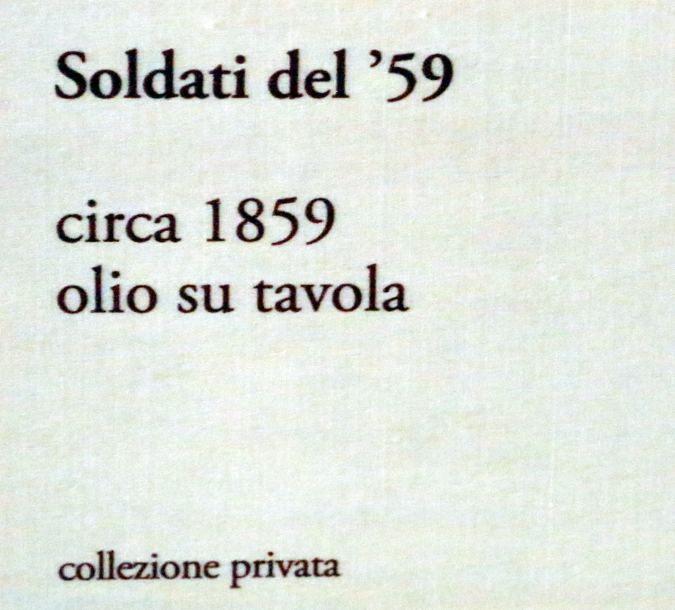 Soldati del ’59
circa 1859
olio su tavola
collezione privata